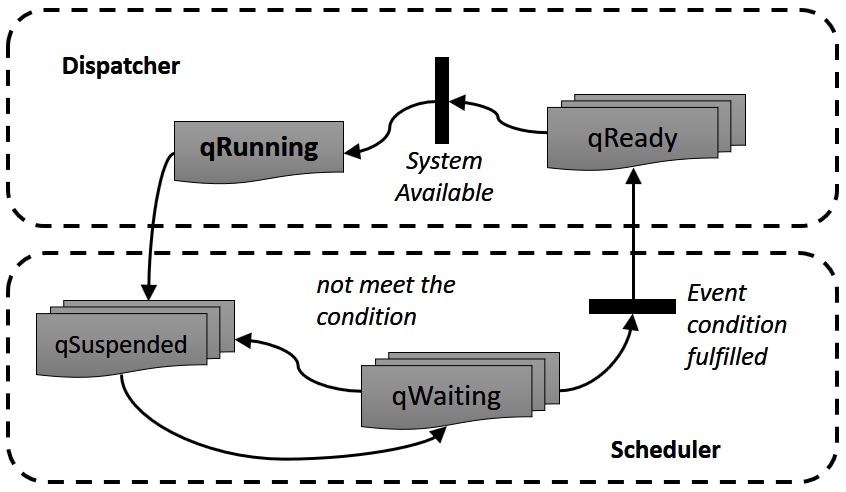 Dispatcher
qRunning
System
Available
qReady
not meet the
condition
Event
condition
fulfilled
qSuspended
qWaiting
Scheduler